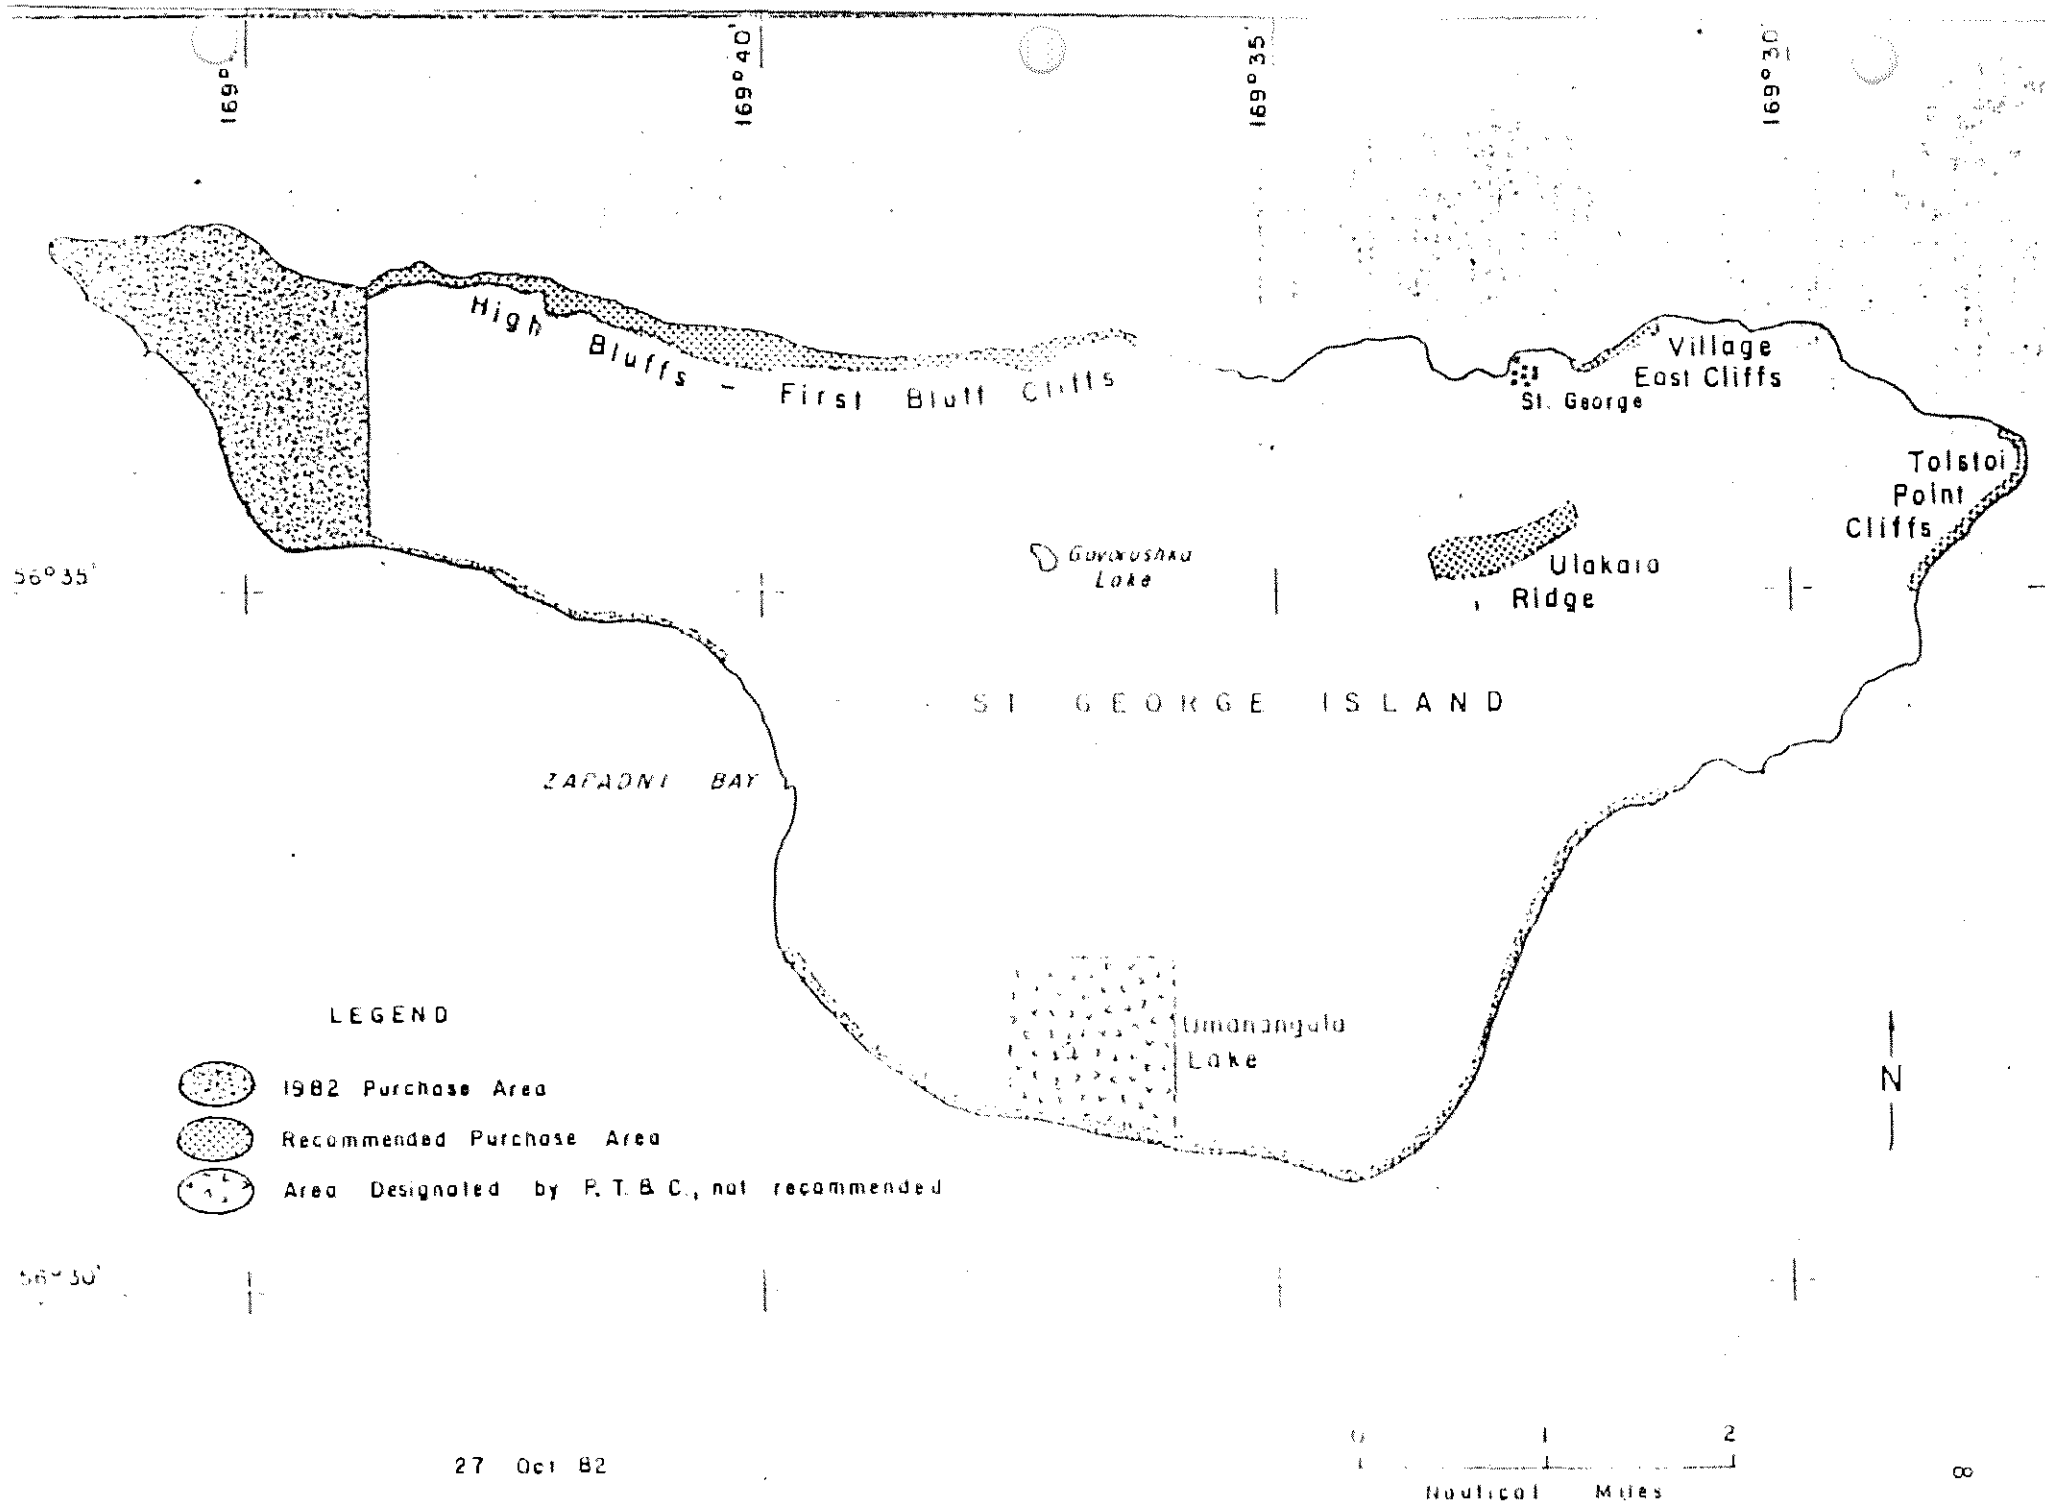 169°
169°40'
169°35'
169°30'
High Bluffs - First Bluff Cliffs
Village
East Cliffs
St. George
Tolstoi
Point
Cliffs
Lake
Ulakaia
Ridge
56°35'
ST GEORGE ISLAND
ZAPADNI BAY
LEGEND
1982 Purchase Area
Recommended Purchase Area
Area Designated by P.T.B.C., not recommended
Umanangula
Lake
N
56°30'
27 Oct 82
0 1 2
Nautical Miles
8